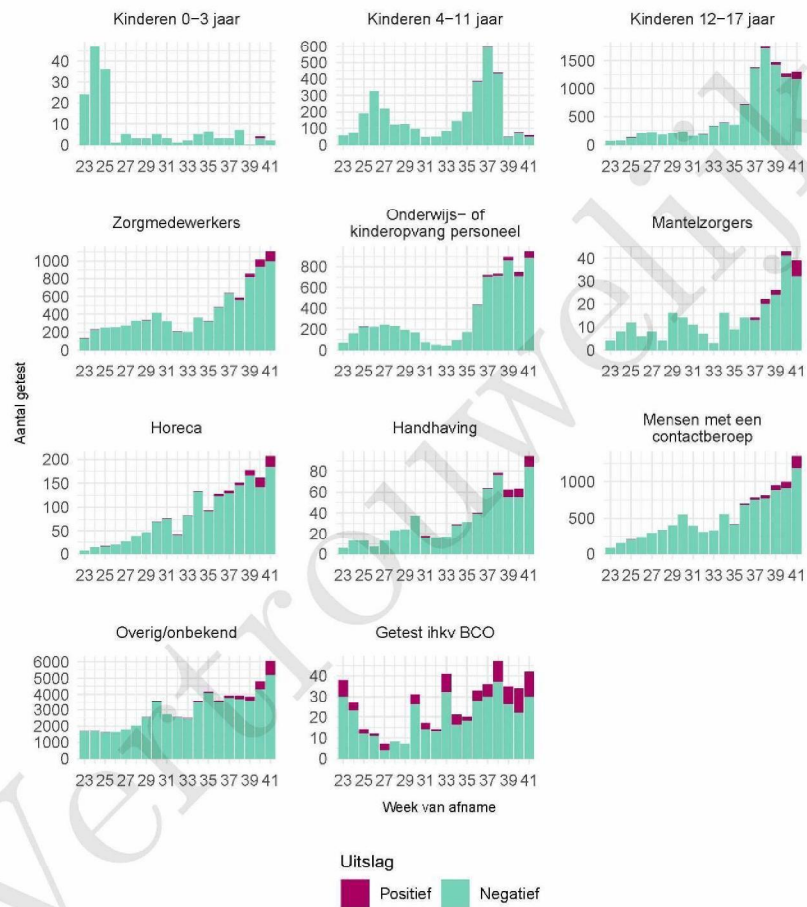 Kinderen 0−3 jaar
40
30
20
10
0
23 25 27 29 31 33 35 37 39 41
Kinderen 4−11 jaar
600
500
400
300
200
100
0
23 25 27 29 31 33 35 37 39 41
Kinderen 12−17 jaar
1500
1000
500
0
23 25 27 29 31 33 35 37 39 41
Zorgmedewerkers
1000
800
600
400
200
0
23 25 27 29 31 33 35 37 39 41
Onderwijs− of
kinderopvang personeel
800
600
400
200
0
23 25 27 29 31 33 35 37 39 41
Mantelzorgers
40
30
20
10
0
23 25 27 29 31 33 35 37 39 41
Aantal getest
Horeca
200
150
100
50
0
23 25 27 29 31 33 35 37 39 41
Handhaving
80
60
40
20
0
23 25 27 29 31 33 35 37 39 41
Mensen met een
contactberoep
1000
500
0
23 25 27 29 31 33 35 37 39 41
Overig/onbekend
6000
5000
4000
3000
2000
1000
0
23 25 27 29 31 33 35 37 39 41
Getest ihkv BCO
40
30
20
10
0
23 25 27 29 31 33 35 37 39 41
Week van afname
Uitslag
Positief Negatief
Vertrouwelijk